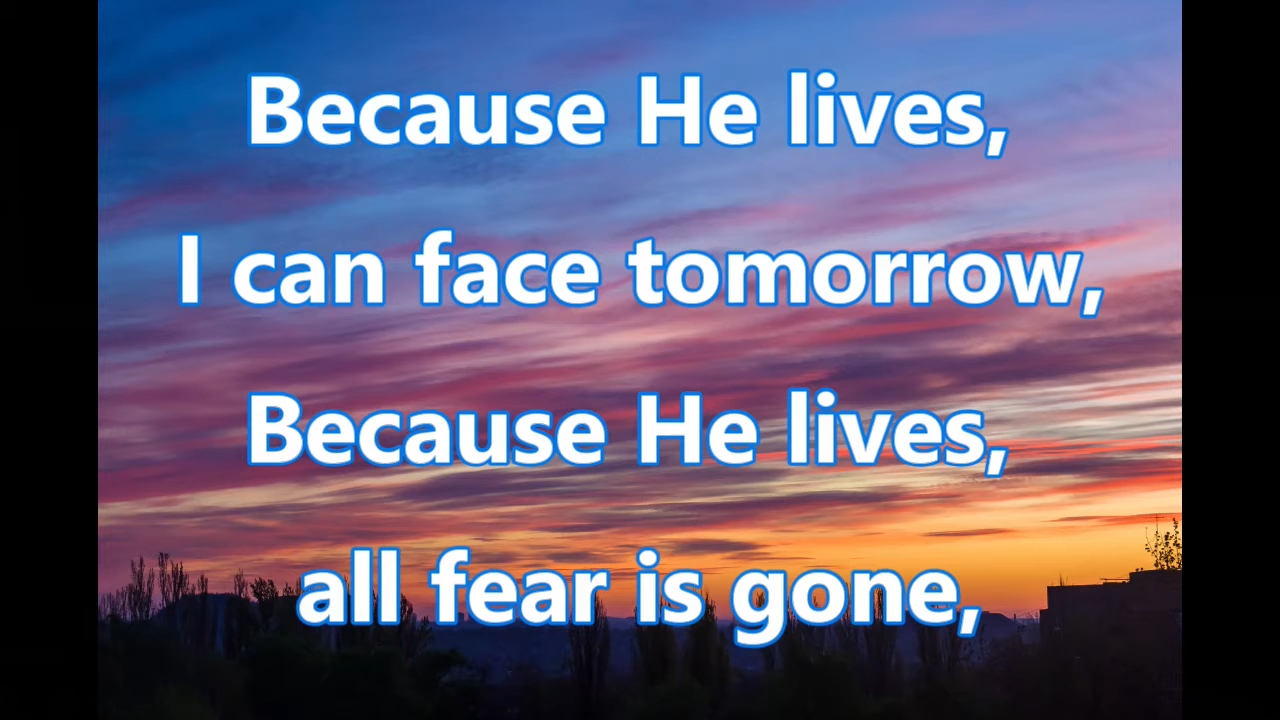 Because He lives,
I can face tomorrow,
Because He lives,
all fear is gone,